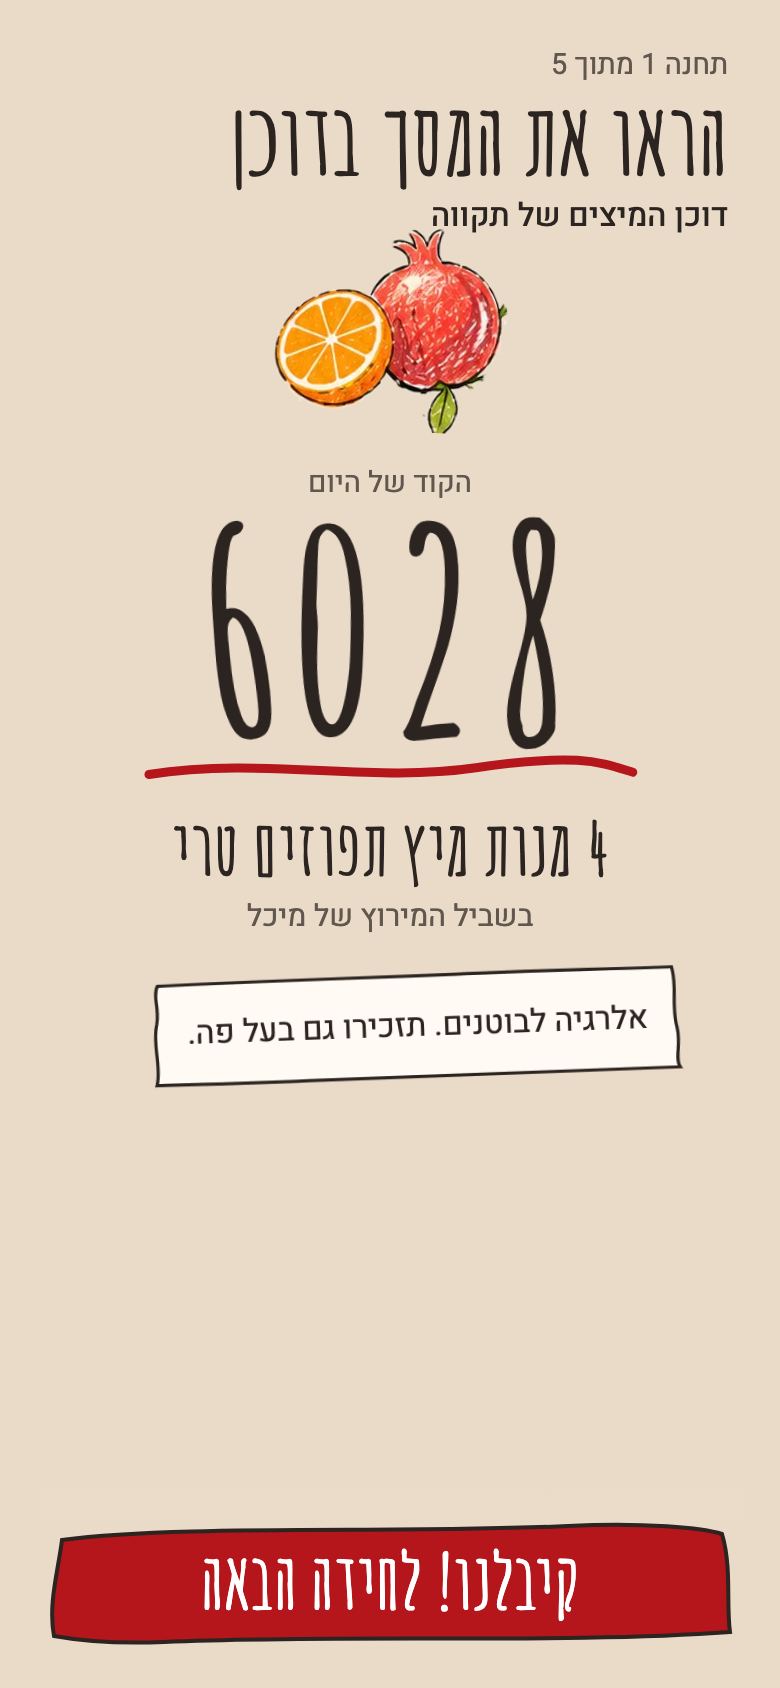 תחנה 1 מתוך 5
הראו את המסך בדוכן
דוכן המיצים של תקווה
הקוד של היום
6028
4 מנות מיץ תפוזים טרי
בשביל המירוץ של מיכל
אלרגיה לבוטנים. תזכירו גם בעל פה.
קיבלנו! לחידה הבאה